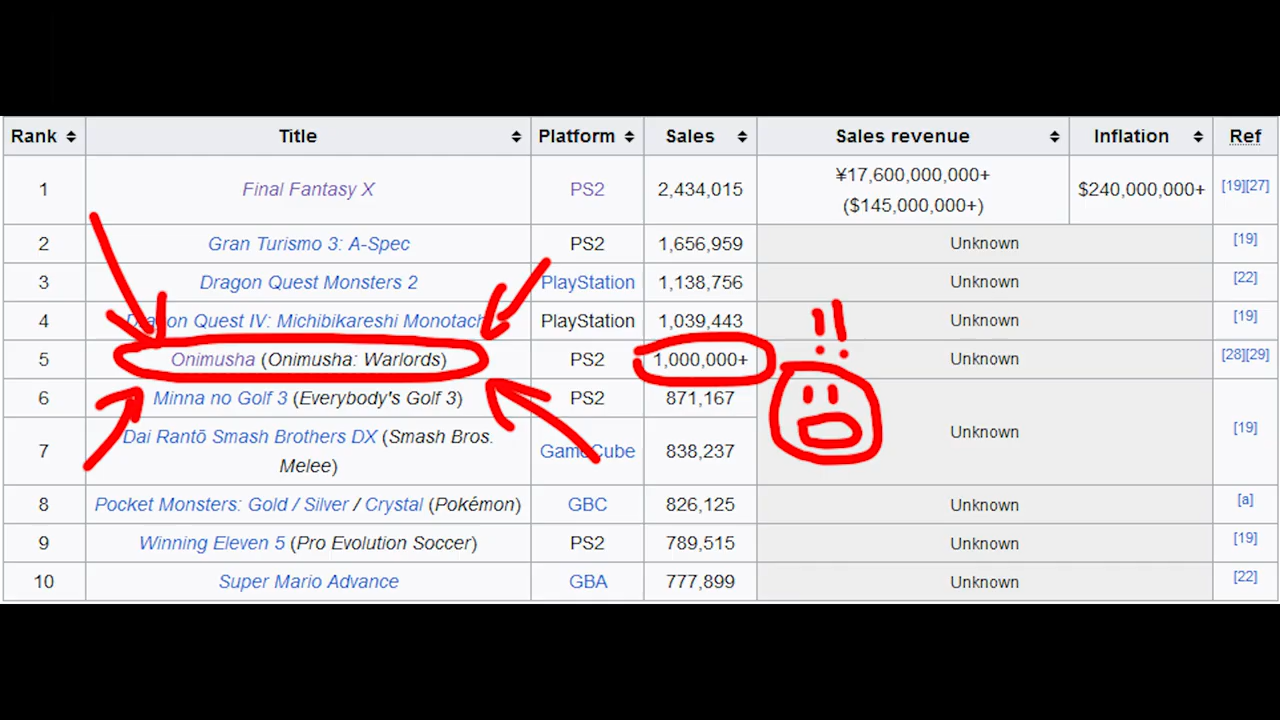 Rank Title Platform Sales Sales revenue Inflation Ref
1 Final Fantasy X PS2 2,434,015 ¥17,600,000,000+ ($145,000,000+) $240,000,000+ [19][27]
2 Gran Turismo 3: A-Spec PS2 1,656,959 Unknown [19]
3 Dragon Quest Monsters 2 PlayStation 1,138,756 Unknown [22]
4 Dragon Quest IV: Michibikareshi Monotachi PlayStation 1,039,443 Unknown [19]
5 Onimusha (Onimusha: Warlords) PS2 1,000,000+ Unknown [28][29]
!!
6 Minna no Golf 3 (Everybody's Golf 3) PS2 871,167 Unknown [19]
7 Dai Rantō Smash Brothers DX (Smash Bros. Melee) GameCube 838,237
8 Pocket Monsters: Gold / Silver / Crystal (Pokémon) GBC 826,125 Unknown [a]
9 Winning Eleven 5 (Pro Evolution Soccer) PS2 789,515 Unknown [19]
10 Super Mario Advance GBA 777,899 Unknown [22]